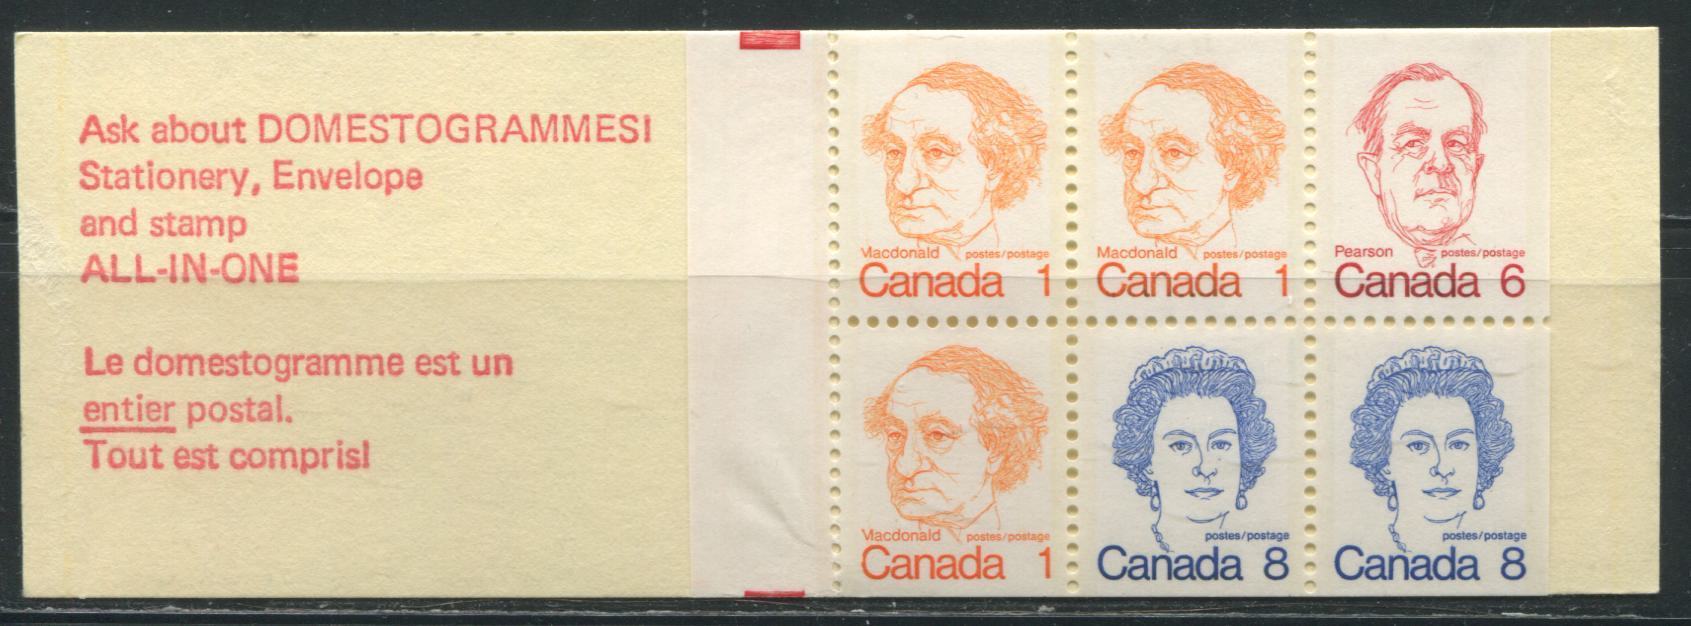 Ask about DOMESTOGRAMMES!
Stationery, Envelope
and stamp
ALL-IN-ONE
Le domestogramme est un
entier postal.
Tout est compris!
Macdonald postes/postage
Canada 1
Macdonald postes/postage
Canada 1
Pearson postes/postage
Canada 6
Macdonald postes/postage
Canada 1
postes/postage
Canada 8
postes/postage
Canada 8